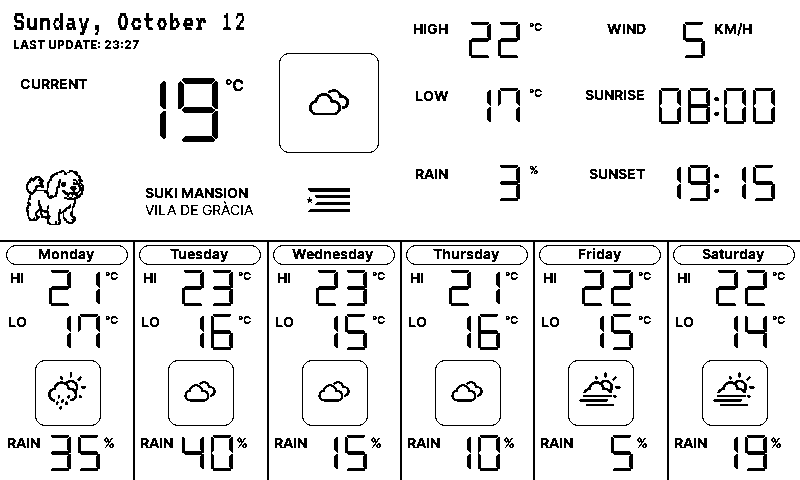 Sunday, October 12
LAST UPDATE: 23:27
CURRENT 19 °C
HIGH 22 °C
WIND 5 KM/H
LOW 17 °C
SUNRISE 08:00
RAIN 3 %
SUNSET 19:15
SUKI MANSION
VILA DE GRÀCIA
Monday
HI 21 °C
LO 17 °C
RAIN 35 %
Tuesday
HI 23 °C
LO 16 °C
RAIN 40 %
Wednesday
HI 23 °C
LO 15 °C
RAIN 15 %
Thursday
HI 21 °C
LO 16 °C
RAIN 10 %
Friday
HI 22 °C
LO 15 °C
RAIN 5 %
Saturday
HI 22 °C
LO 14 °C
RAIN 19 %